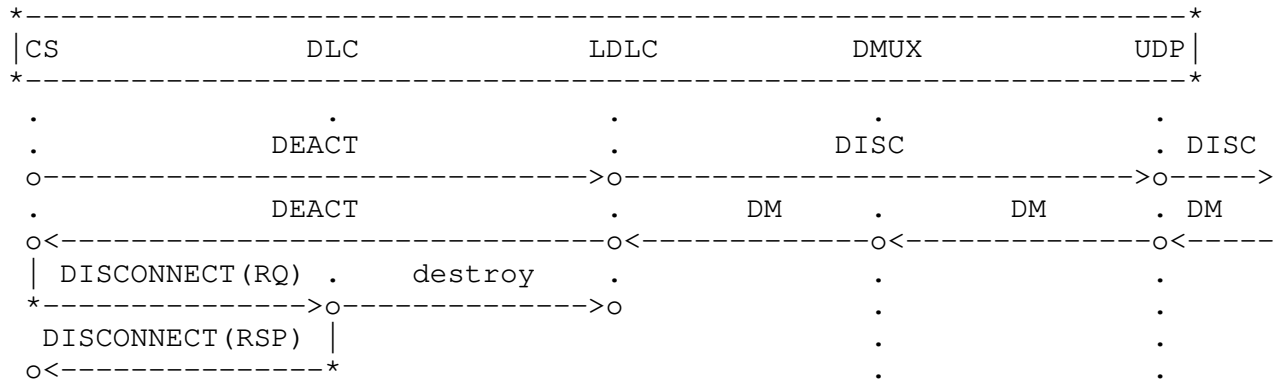 *------------------------------------------------------------------*
|CS              DLC             LDLC           DMUX            UDP|
*------------------------------------------------------------------*
 .                .               .              .               .
 .             DEACT              .            DISC              . DISC
 o------------------------------->o----------------------------->o----->
 .             DEACT              .       DM     .       DM      . DM
 o<-------------------------------o<-------------o<--------------o<-----
 | DISCONNECT(RQ) .    destroy    .              .               .
 *--------------->o-------------->o              .               .
  DISCONNECT(RSP) |                              .               .
 o<---------------*                              .               .